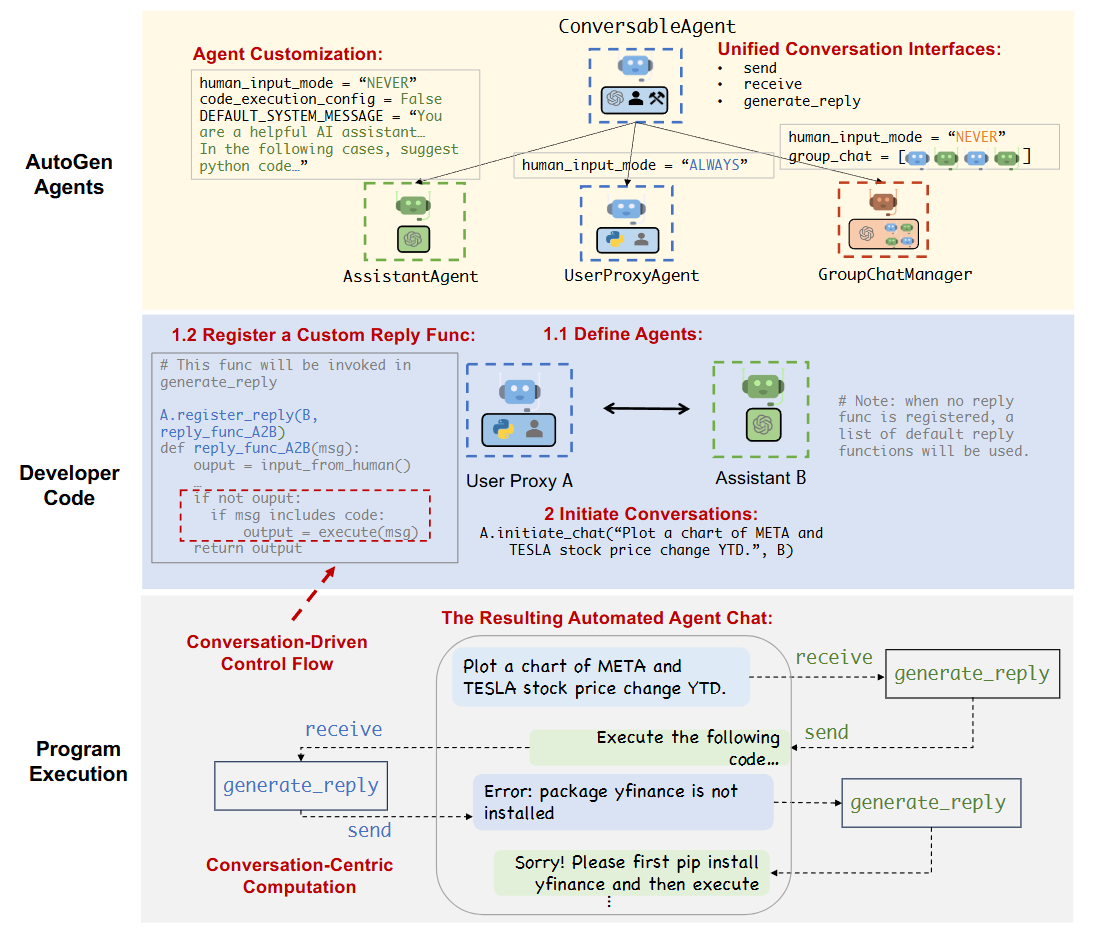 ConversableAgent
Agent Customization:
human_input_mode = “NEVER”
code_execution_config = False
DEFAULT_SYSTEM_MESSAGE = “You
are a helpful AI assistant…
In the following cases, suggest
python code…”
Unified Conversation Interfaces:
• send
• receive
• generate_reply
AutoGen
Agents
human_input_mode = “ALWAYS”
human_input_mode = “NEVER”
group_chat = [ ]
AssistantAgent
UserProxyAgent
GroupChatManager
1.2 Register a Custom Reply Func:
# This func will be invoked in
generate_reply
A.register_reply(B,
reply_func_A2B)
def reply_func_A2B(msg):
ouput = input_from_human()
…
if not ouput:
if msg includes code:
output = execute(msg)
return output
1.1 Define Agents:
User Proxy A
Assistant B
# Note: when no reply
func is registered, a
list of default reply
functions will be used.
Developer
Code
2 Initiate Conversations:
A.initiate_chat(“Plot a chart of META and
TESLA stock price change YTD.”, B)
Conversation-Driven
Control Flow
The Resulting Automated Agent Chat:
Plot a chart of META and
TESLA stock price change YTD.
receive
generate_reply
send
Execute the following
code…
receive
generate_reply
send
Program
Execution
Error: package yfinance is not
installed
generate_reply
Conversation-Centric
Computation
Sorry! Please first pip install
yfinance and then execute
⋮